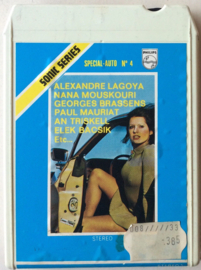 SONIC SERIES
SPECIAL-AUTO N° 4
PHILIPS
ALEXANDRE LAGOYA
NANA MOUSKOURI
GEORGES BRASSENS
PAUL MAURIAT
AN TRISKELL
ELEK BACSIK
Etc...
STEREO